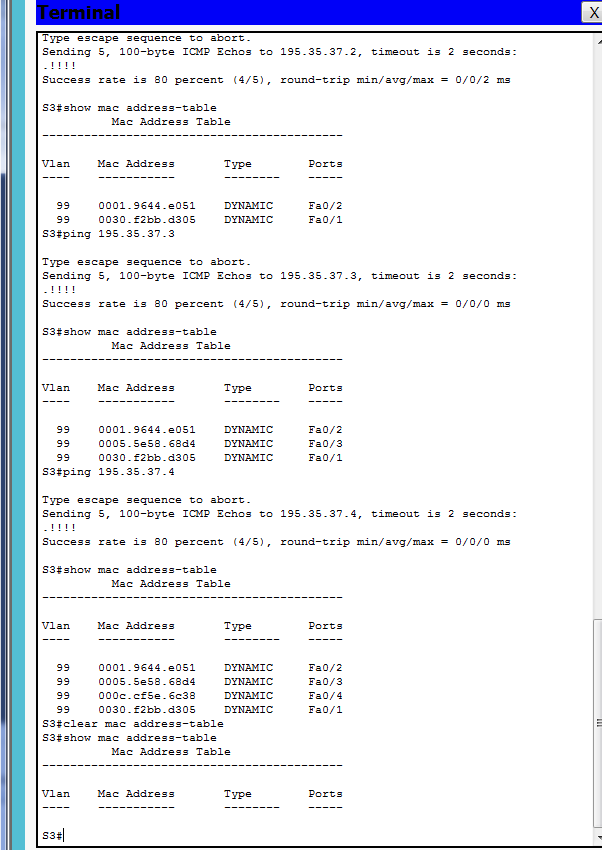 Terminal
X
Type escape sequence to abort.
Sending 5, 100-byte ICMP Echos to 195.35.37.2, timeout is 2 seconds:
.!!!!
Success rate is 80 percent (4/5), round-trip min/avg/max = 0/0/2 ms
S3#show mac address-table
Mac Address Table
-------------------------------------------
Vlan    Mac Address       Type        Ports
----    -----------       --------    -----
99    0001.9644.e051    DYNAMIC     Fa0/2
99    0030.f2bb.d305    DYNAMIC     Fa0/1
S3#ping 195.35.37.3
Type escape sequence to abort.
Sending 5, 100-byte ICMP Echos to 195.35.37.3, timeout is 2 seconds:
.!!!!
Success rate is 80 percent (4/5), round-trip min/avg/max = 0/0/0 ms
S3#show mac address-table
Mac Address Table
-------------------------------------------
Vlan    Mac Address       Type        Ports
----    -----------       --------    -----
99    0001.9644.e051    DYNAMIC     Fa0/2
99    0005.5e58.68d4    DYNAMIC     Fa0/3
99    0030.f2bb.d305    DYNAMIC     Fa0/1
S3#ping 195.35.37.4
Type escape sequence to abort.
Sending 5, 100-byte ICMP Echos to 195.35.37.4, timeout is 2 seconds:
.!!!!
Success rate is 80 percent (4/5), round-trip min/avg/max = 0/0/0 ms
S3#show mac address-table
Mac Address Table
-------------------------------------------
Vlan    Mac Address       Type        Ports
----    -----------       --------    -----
99    0001.9644.e051    DYNAMIC     Fa0/2
99    0005.5e58.68d4    DYNAMIC     Fa0/3
99    000c.cf5e.6c38    DYNAMIC     Fa0/4
99    0030.f2bb.d305    DYNAMIC     Fa0/1
S3#clear mac address-table
S3#show mac address-table
Mac Address Table
-------------------------------------------
Vlan    Mac Address       Type        Ports
----    -----------       --------    -----
S3#